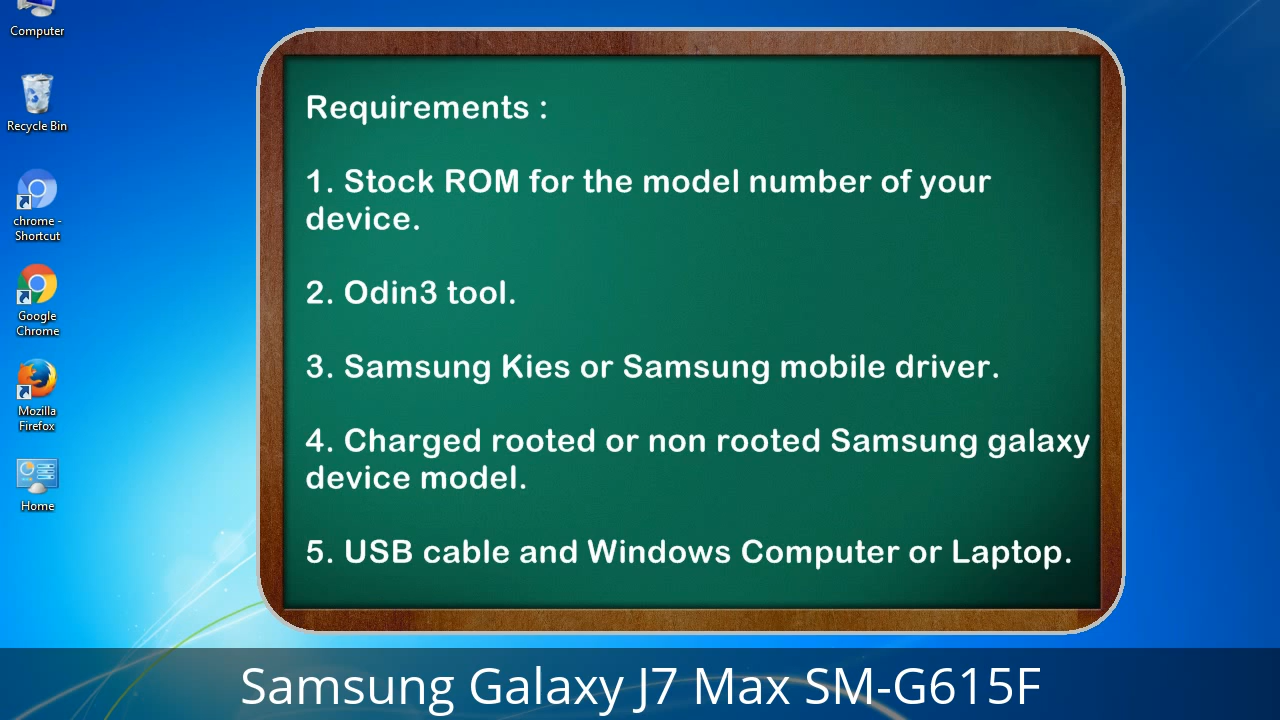 Computer
Recycle Bin
chrome -
Shortcut
Google
Chrome
Mozilla
Firefox
Home
Requirements :
1. Stock ROM for the model number of your
device.
2. Odin3 tool.
3. Samsung Kies or Samsung mobile driver.
4. Charged rooted or non rooted Samsung galaxy
device model.
5. USB cable and Windows Computer or Laptop.
Samsung Galaxy J7 Max SM-G615F